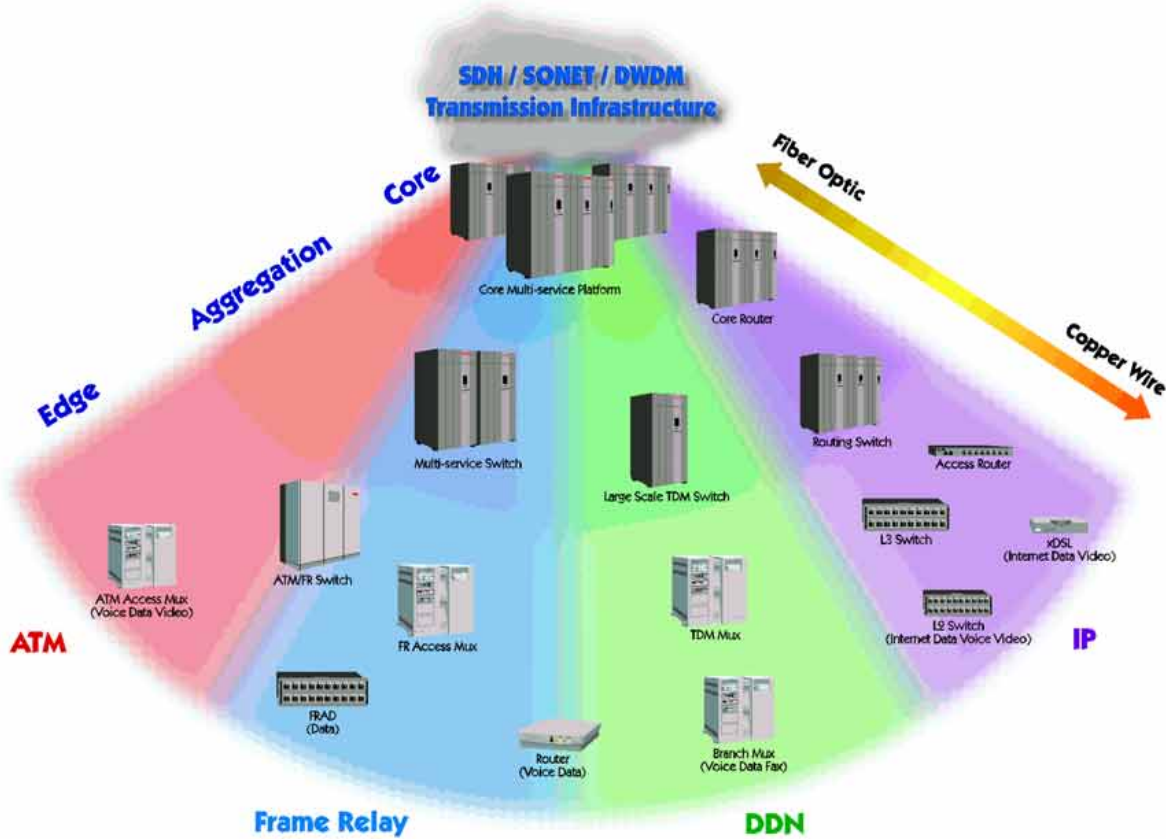 SDH / SONET / DWDM
Transmission Infrastructure
Fiber Optic
Copper Wire
Core
Aggregation
Edge
Core Multi-service Platform
Core Router
Multi-service Switch
Routing Switch
Access Router
Large Scale TDM Switch
L3 Switch
xDSL
(Internet Data Video)
ATM Access Mux
(Voice Data Video)
ATM/FR Switch
FR Access Mux
TDM Mux
L2 Switch
(Internet Data Voice Video)
ATM
IP
FRAD
(Data)
Router
(Voice Data)
Branch Mux
(Voice Data Fax)
Frame Relay
DDN